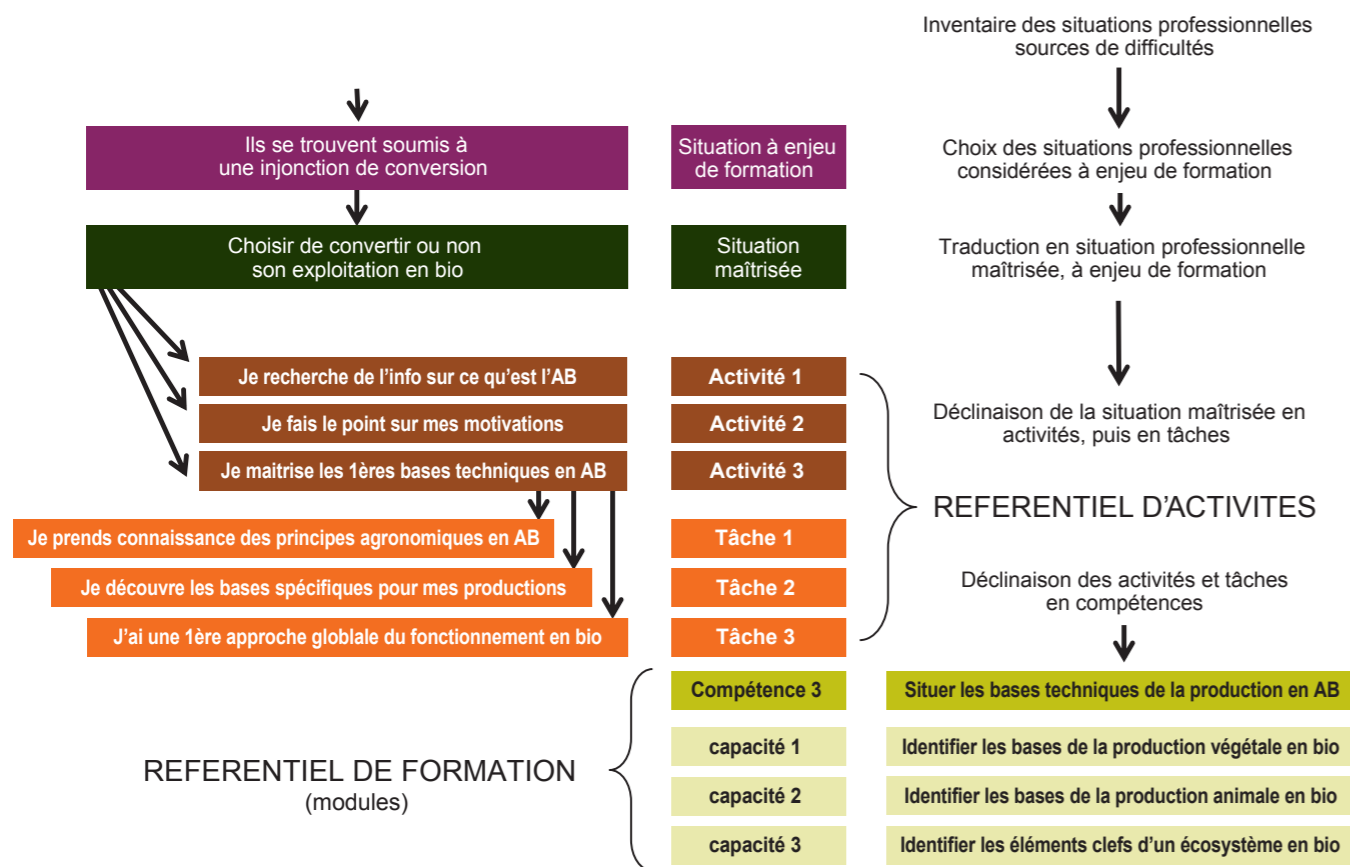 Inventaire des situations professionnelles
sources de difficultés
Ils se trouvent soumis à
une injonction de conversion
Situation à enjeu
de formation
Choix des situations professionnelles
considérées à enjeu de formation
Choisir de convertir ou non
son exploitation en bio
Situation
maîtrisée
Traduction en situation professionnelle
maîtrisée, à enjeu de formation
Je recherche de l'info sur ce qu'est l'AB
Activité 1
Je fais le point sur mes motivations
Activité 2
Déclinaison de la situation maîtrisée en
activités, puis en tâches
Je maitrise les 1ères bases techniques en AB
Activité 3
REFERENTIEL D'ACTIVITES
Je prends connaissance des principes agronomiques en AB
Tâche 1
Je découvre les bases spécifiques pour mes productions
Tâche 2
Déclinaison des activités et tâches
en compétences
J'ai une 1ère approche globlale du fonctionnement en bio
Tâche 3
Compétence 3
Situer les bases techniques de la production en AB
REFERENTIEL DE FORMATION
(modules)
capacité 1
Identifier les bases de la production végétale en bio
capacité 2
Identifier les bases de la production animale en bio
capacité 3
Identifier les éléments clefs d'un écosystème en bio